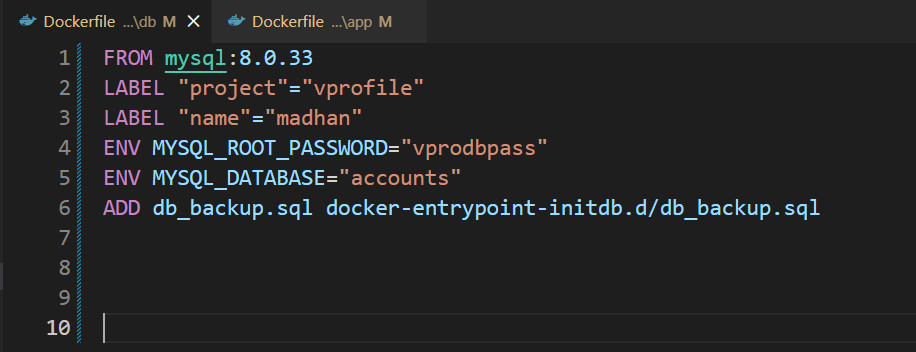 Dockerfile ...\db M Dockerfile ...\app M
1 FROM mysql:8.0.33
2 LABEL "project"="vprofile"
3 LABEL "name"="madhan"
4 ENV MYSQL_ROOT_PASSWORD="vprodbpass"
5 ENV MYSQL_DATABASE="accounts"
6 ADD db_backup.sql docker-entrypoint-initdb.d/db_backup.sql
7
8
9
10